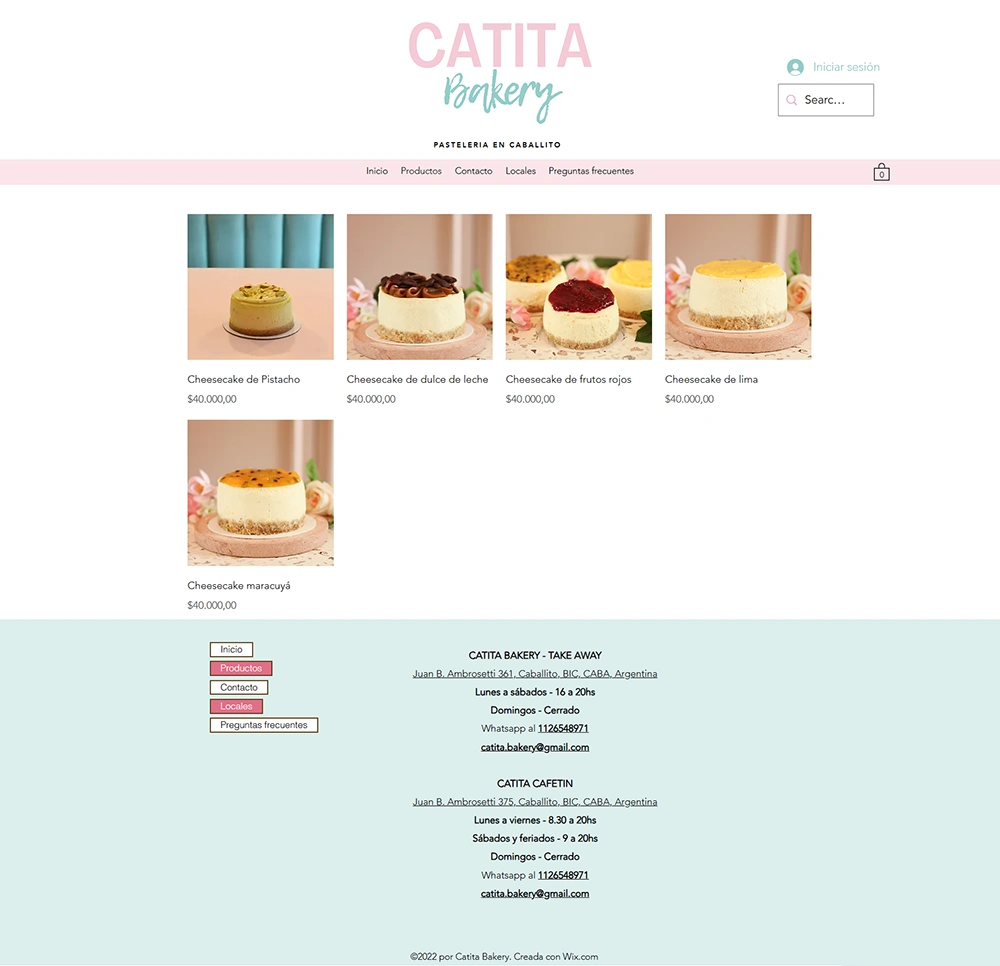 CATITA
Bakery
PASTELERIA EN CABALLITO
Iniciar sesión
Searc...
Inicio Productos Contacto Locales Preguntas frecuentes
0
Cheesecake de Pistacho
$40.000,00
Cheesecake de dulce de leche
$40.000,00
Cheesecake de frutos rojos
$40.000,00
Cheesecake de lima
$40.000,00
Cheesecake maracuyá
$40.000,00
Inicio
Productos
Contacto
Locales
Preguntas frecuentes
CATITA BAKERY - TAKE AWAY
Juan B. Ambrosetti 361, Caballito, BIC, CABA, Argentina
Lunes a sábados - 16 a 20hs
Domingos - Cerrado
Whatsapp al 1126548971
catita.bakery@gmail.com
CATITA CAFETIN
Juan B. Ambrosetti 375, Caballito, BIC, CABA, Argentina
Lunes a viernes - 8.30 a 20hs
Sábados y feriados - 9 a 20hs
Domingos - Cerrado
Whatsapp al 1126548971
catita.bakery@gmail.com
©2022 por Catita Bakery. Creada con Wix.com